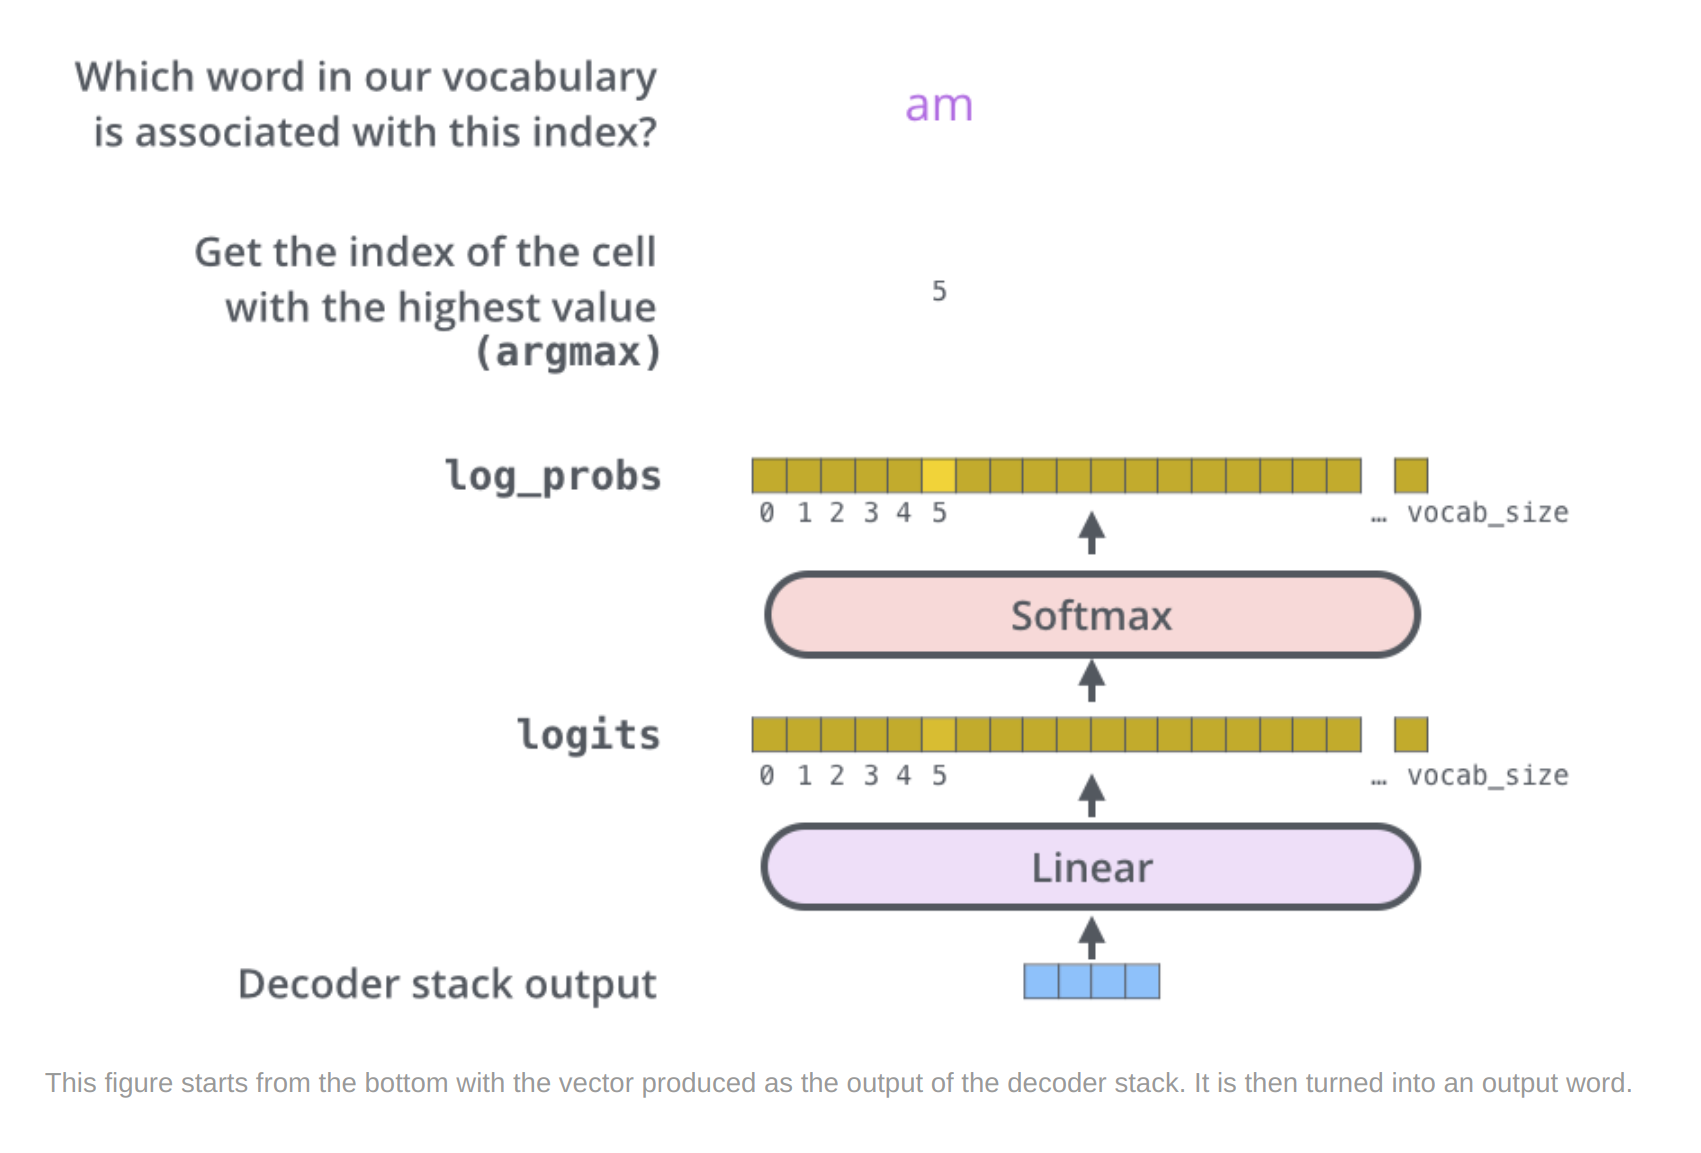 Which word in our vocabulary
is associated with this index?
am
Get the index of the cell
with the highest value
(argmax)
5
log_probs
0 1 2 3 4 5 … vocab_size
Softmax
logits
0 1 2 3 4 5 … vocab_size
Linear
Decoder stack output
This figure starts from the bottom with the vector produced as the output of the decoder stack. It is then turned into an output word.